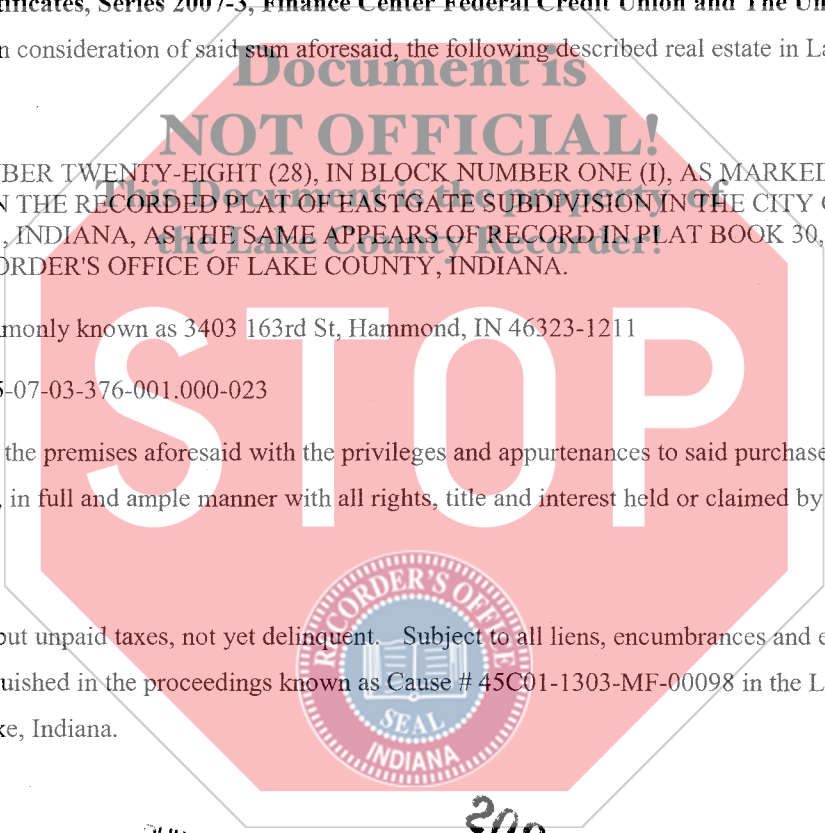 tificates, Series 2007-3, Finance Center Federal Credit Union and The Un
n consideration of said sum aforesaid, the following described real estate in La
Document is
NOT OFFICIAL!
BER TWENTY-EIGHT (28), IN BLOCK NUMBER ONE (I), AS MARKED
This Document is the property of
N THE RECORDED PLAT OF EASTGATE SUBDIVISION IN THE CITY
, INDIANA, AS THE SAME APPEARS OF RECORD IN PLAT BOOK 30,
the Lake County Recorder!
ORDER'S OFFICE OF LAKE COUNTY, INDIANA.
monly known as 3403 163rd St, Hammond, IN 46323-1211
-07-03-376-001.000-023
the premises aforesaid with the privileges and appurtenances to said purchase
, in full and ample manner with all rights, title and interest held or claimed by
STOP
RECORDER'S OFFICE
out unpaid taxes, not yet delinquent. Subject to all liens, encumbrances and e
uished in the proceedings known as Cause # 45C01-1303-MF-00098 in the L
SEAL
ke, Indiana.
INDIANA